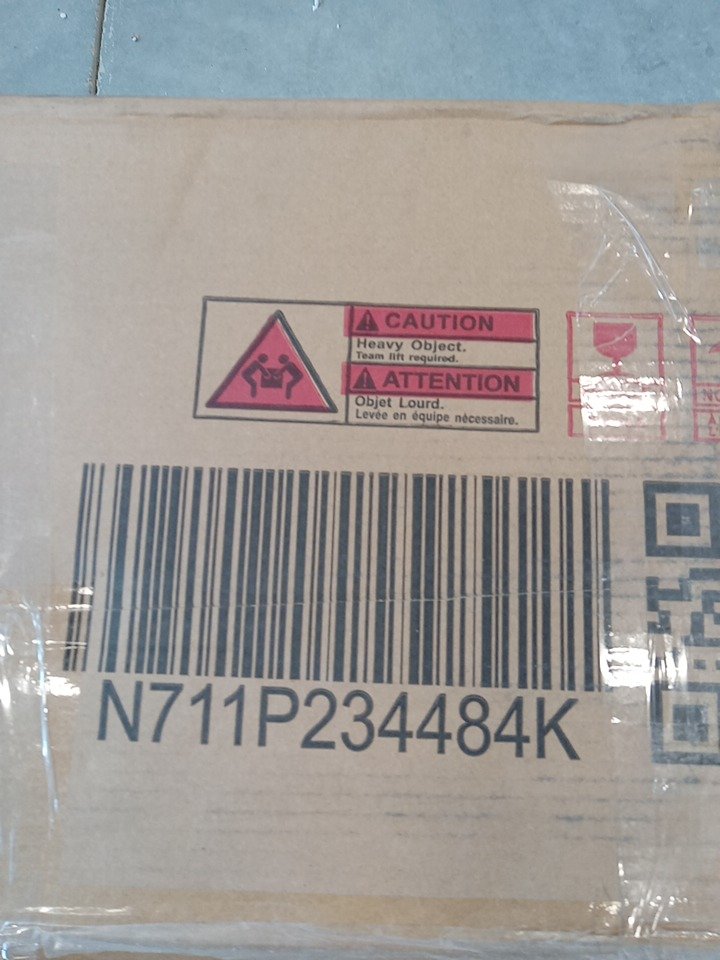 CAUTION
Heavy Object.
Team lift required.
ATTENTION
Objet Lourd.
Levée en équipe nécessaire.
N711P234484K